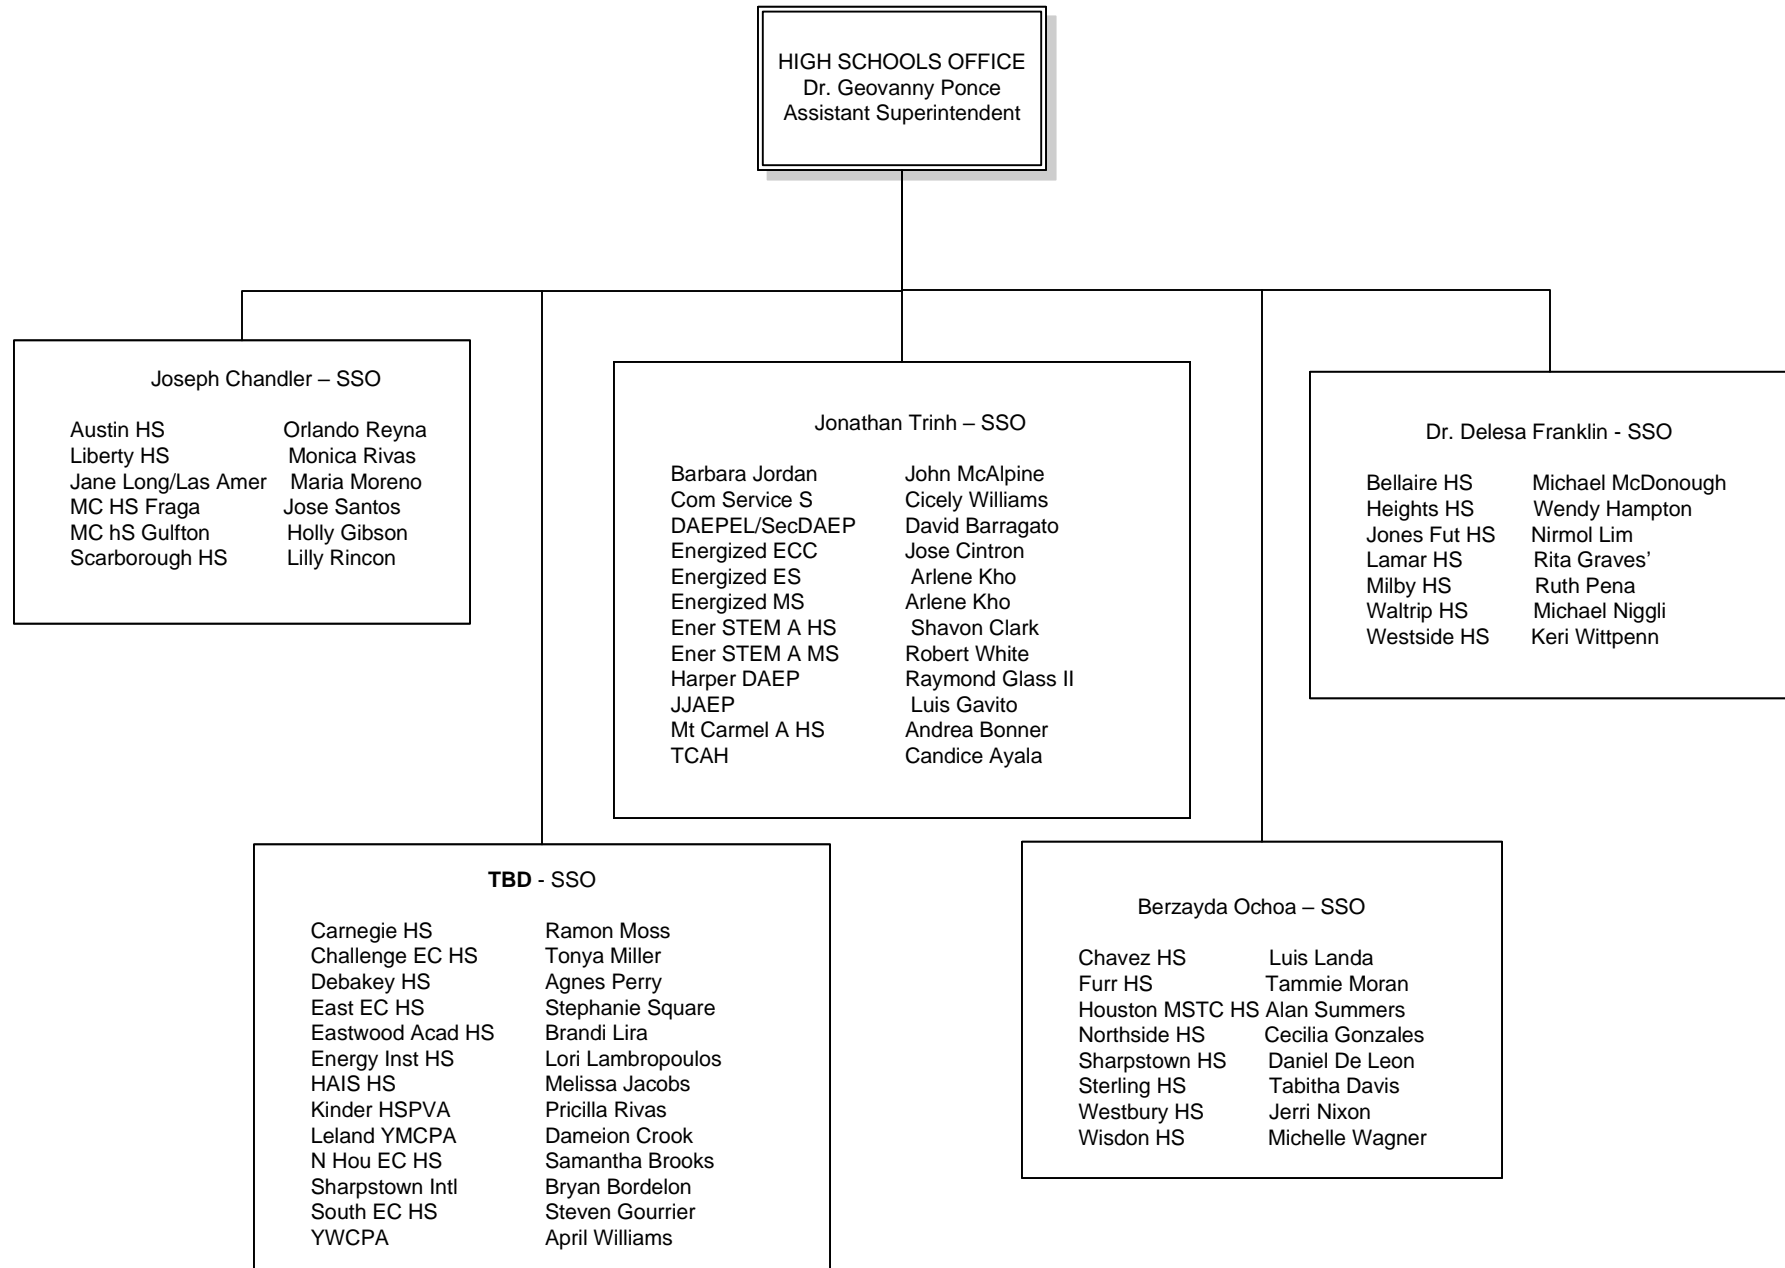 HIGH SCHOOLS OFFICE
Dr. Geovanny Ponce
Assistant Superintendent
Joseph Chandler – SSO
Austin HS Orlando Reyna
Liberty HS Monica Rivas
Jane Long/Las Amer Maria Moreno
MC HS Fraga Jose Santos
MC hS Gulfton Holly Gibson
Scarborough HS Lilly Rincon
Jonathan Trinh – SSO
Barbara Jordan John McAlpine
Com Service S Cicely Williams
DAEPEL/SecDAEP David Barragato
Energized ECC Jose Cintron
Energized ES Arlene Kho
Energized MS Arlene Kho
Ener STEM A HS Shavon Clark
Ener STEM A MS Robert White
Harper DAEP Raymond Glass II
JJAEP Luis Gavito
Mt Carmel A HS Andrea Bonner
TCAH Candice Ayala
Dr. Delesa Franklin - SSO
Bellaire HS Michael McDonough
Heights HS Wendy Hampton
Jones Fut HS Nirmol Lim
Lamar HS Rita Graves’
Milby HS Ruth Pena
Waltrip HS Michael Niggli
Westside HS Keri Wittpenn
TBD - SSO
Carnegie HS Ramon Moss
Challenge EC HS Tonya Miller
Debakey HS Agnes Perry
East EC HS Stephanie Square
Eastwood Acad HS Brandi Lira
Energy Inst HS Lori Lambropoulos
HAIS HS Melissa Jacobs
Kinder HSPVA Pricilla Rivas
Leland YMCPA Dameion Crook
N Hou EC HS Samantha Brooks
Sharpstown Intl Bryan Bordelon
South EC HS Steven Gourrier
YWCPA April Williams
Berzayda Ochoa – SSO
Chavez HS Luis Landa
Furr HS Tammie Moran
Houston MSTC HS Alan Summers
Northside HS Cecilia Gonzales
Sharpstown HS Daniel De Leon
Sterling HS Tabitha Davis
Westbury HS Jerri Nixon
Wisdon HS Michelle Wagner